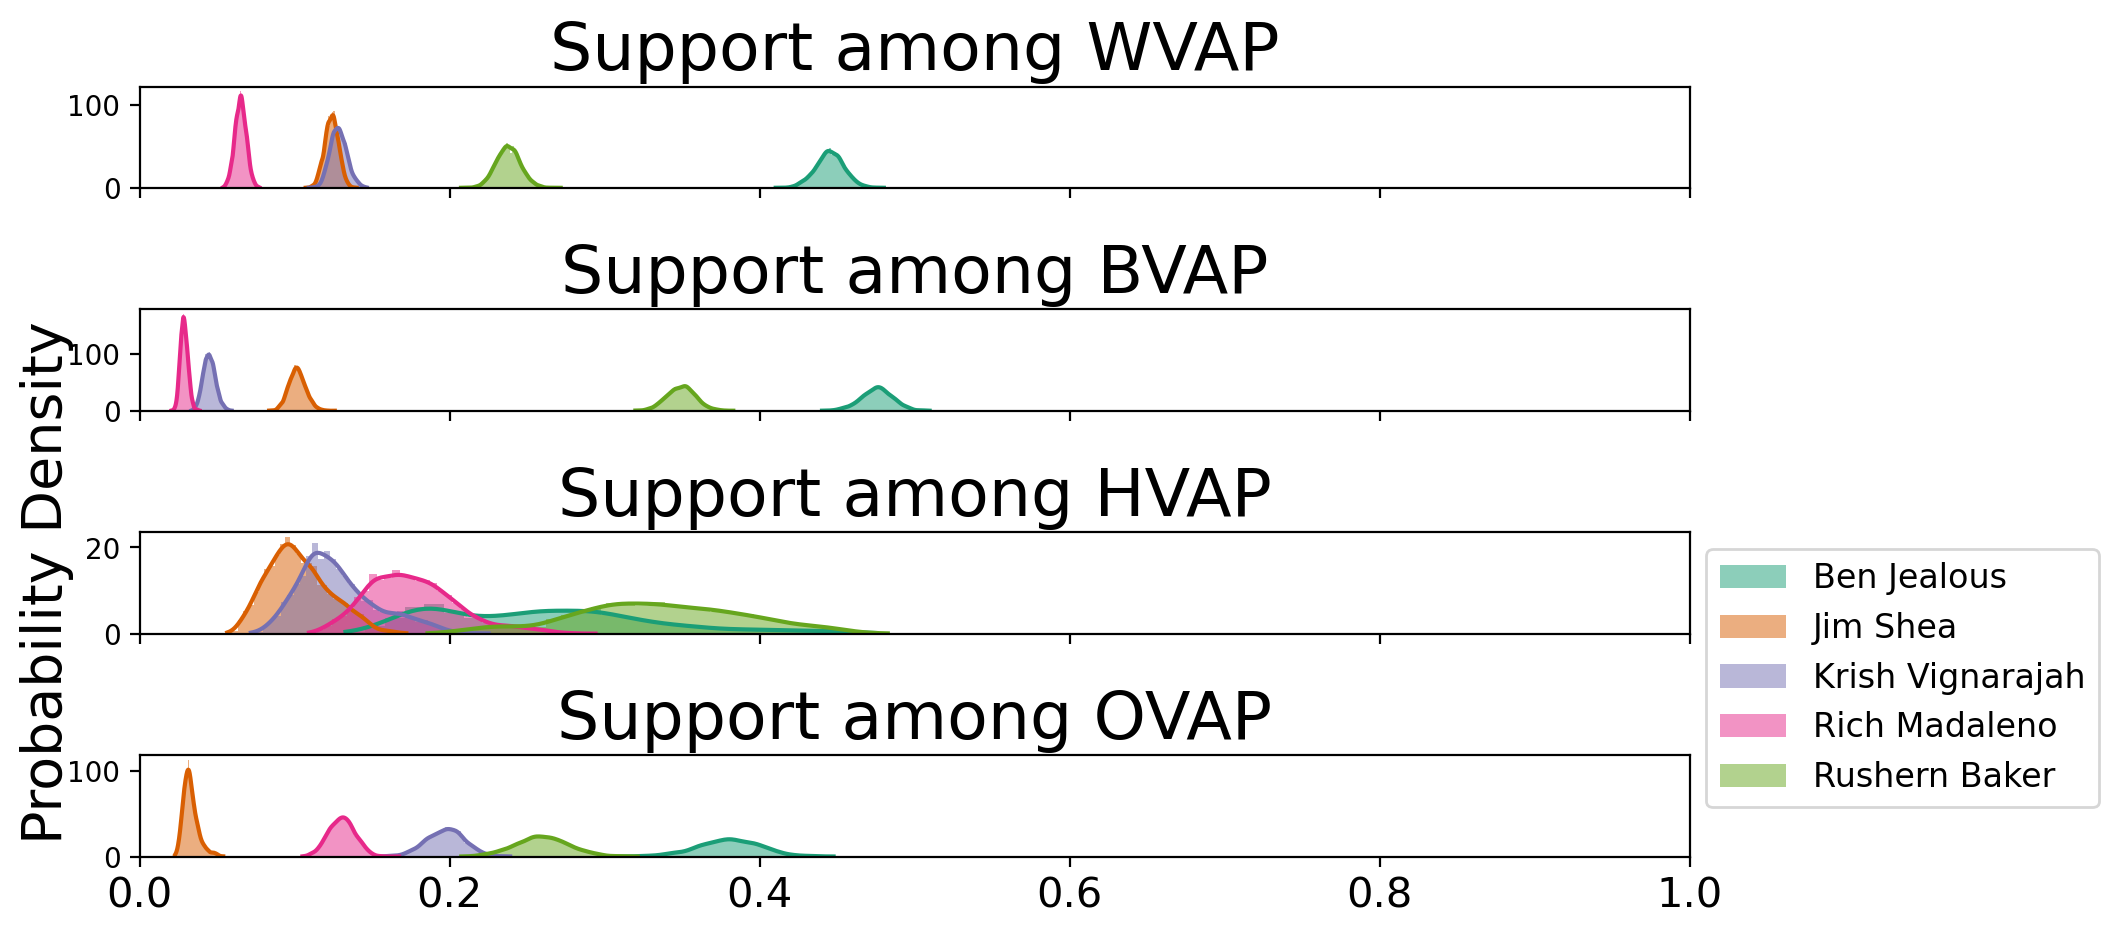 Support among WVAP
100
0
Support among BVAP
100
0
Support among HVAP
20
0
Support among OVAP
100
0
0.0 0.2 0.4 0.6 0.8 1.0
Probability Density
Ben Jealous
Jim Shea
Krish Vignarajah
Rich Madaleno
Rushern Baker